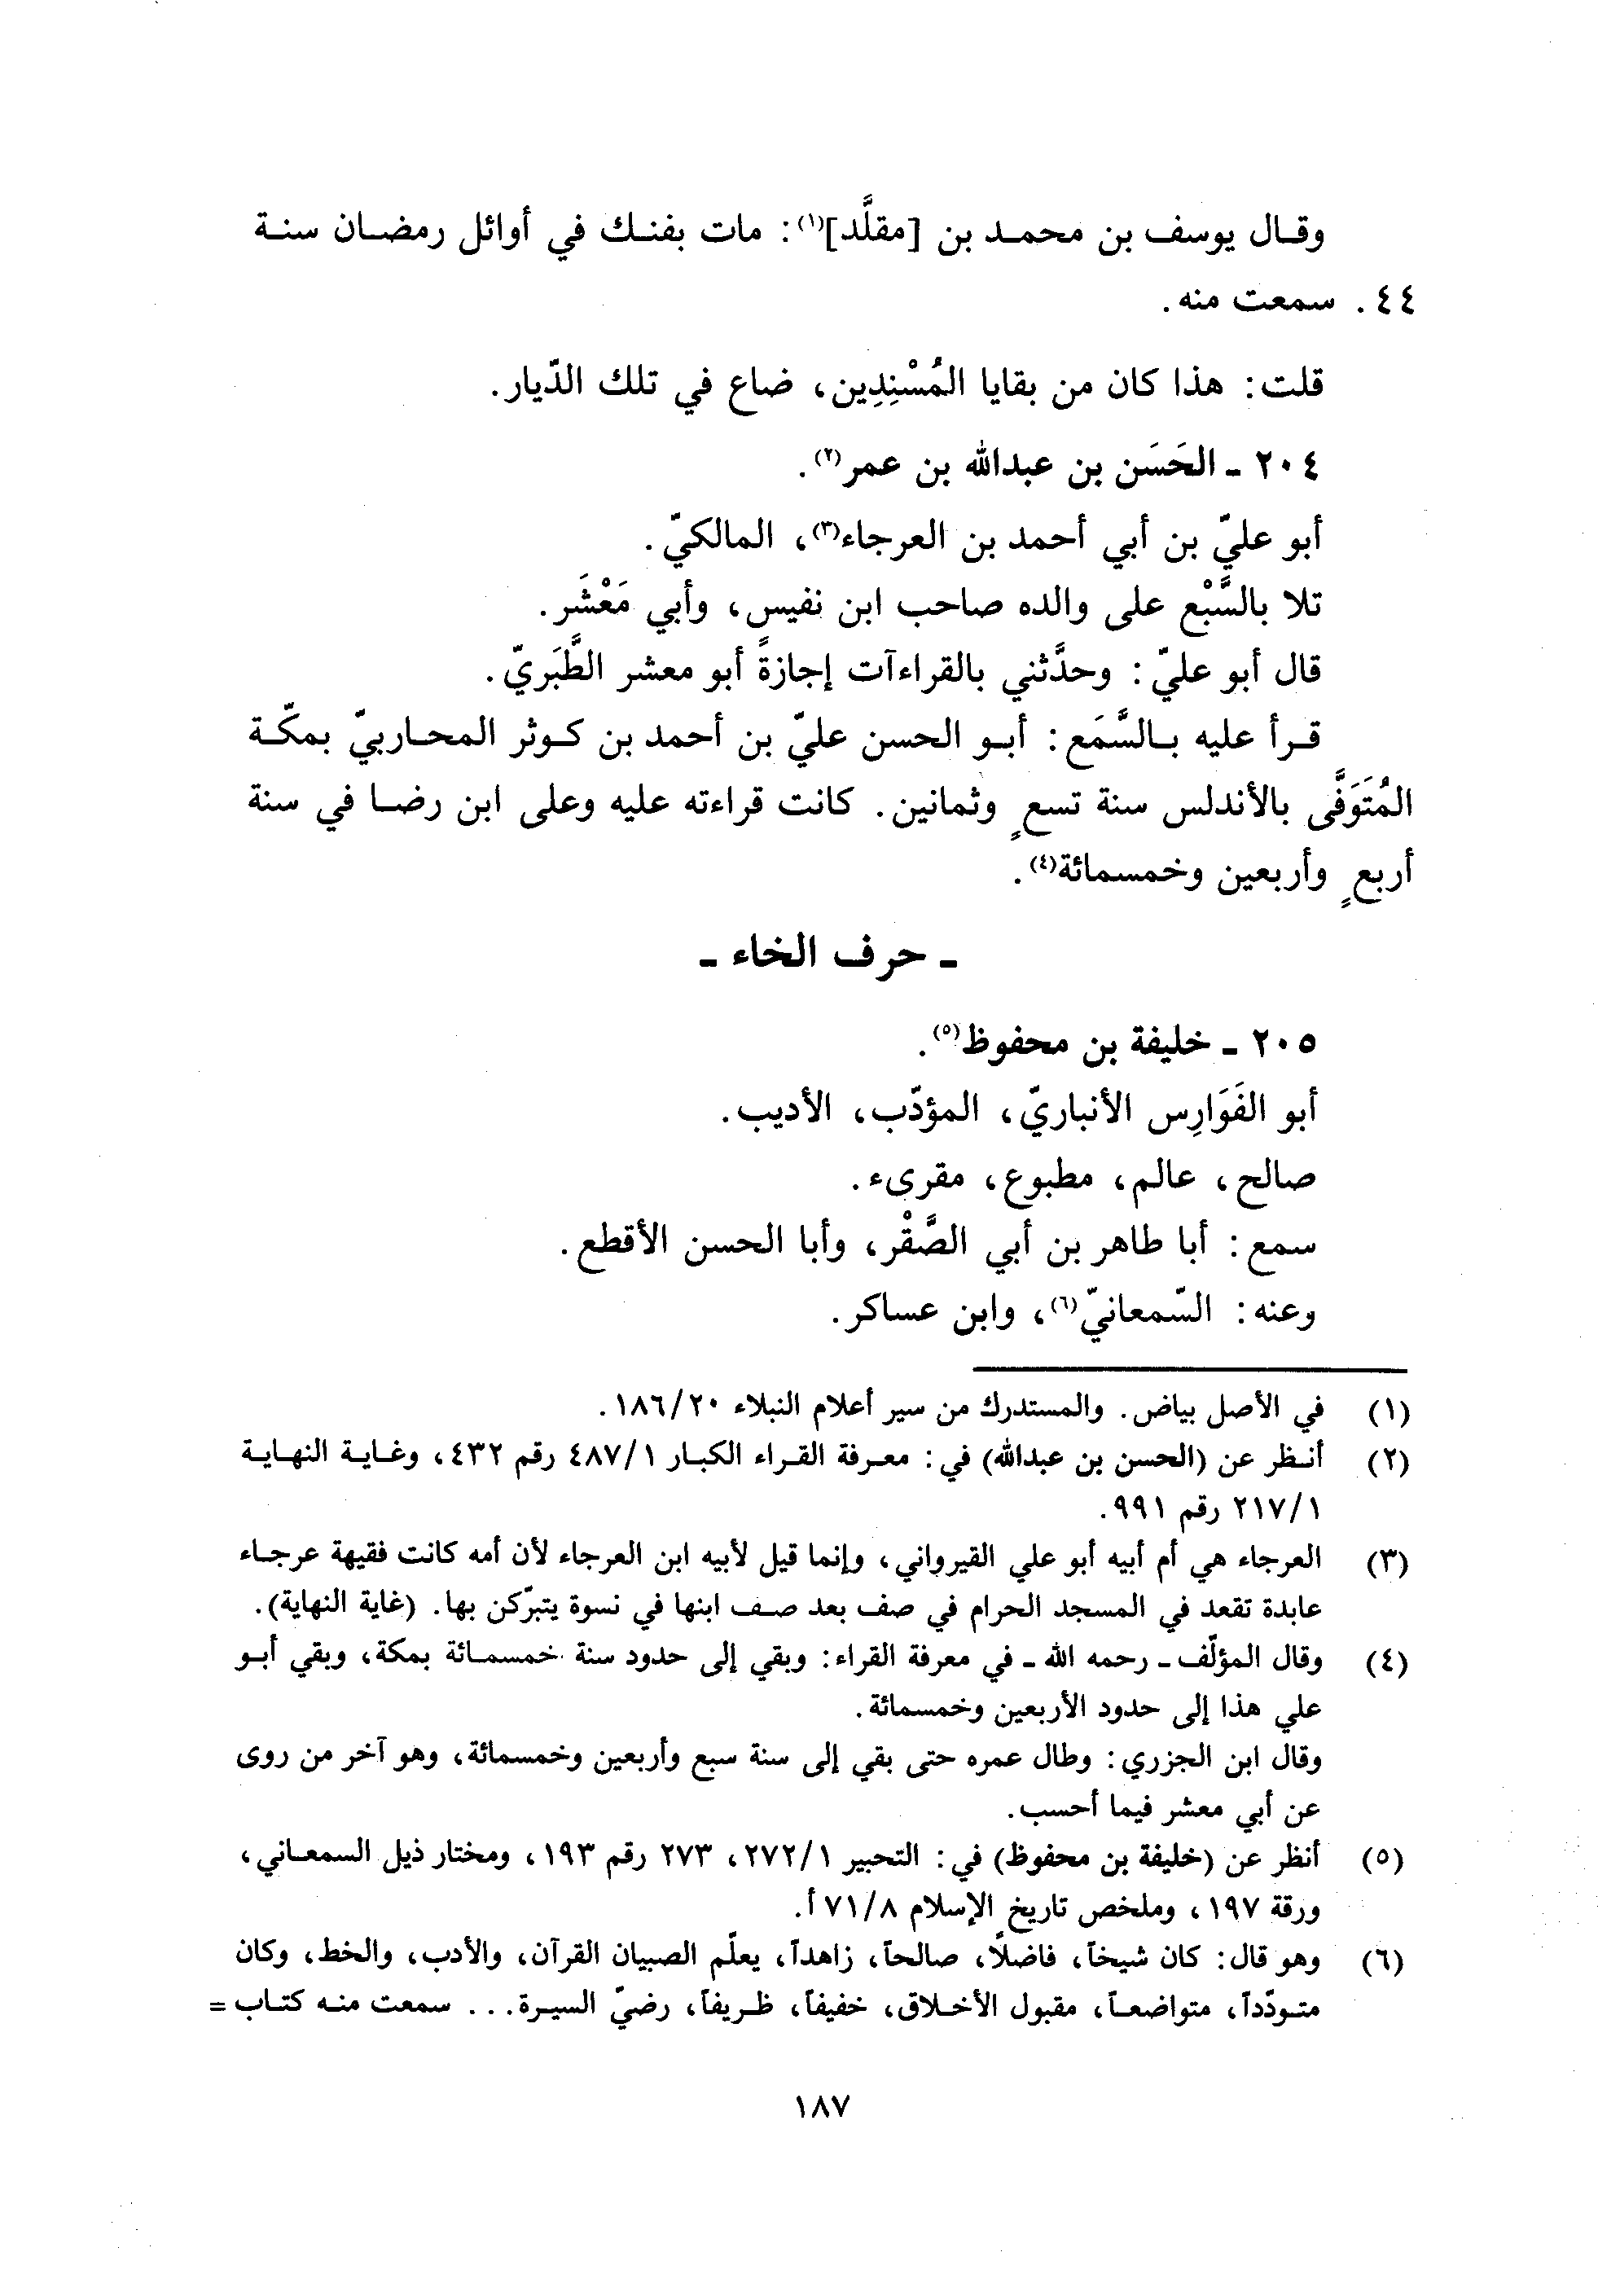 وقال يوسف بن محمد بن [مقلَّد](١): مات بفنك في أوائل رمضان سنة
٤٤. سمعت منه.
قلت: هذا كان من بقايا المُسْنِدِين، ضاع في تلك الدّيار.
٢٠٤ ـ الحَسَن بن عبدالله بن عمر(٢).
أبو عليّ بن أبي أحمد بن العرجاء(٣)، المالكيّ.
تلا بالسَّبْع على والده صاحب ابن نفيس، وأبي مَعْشَر.
قال أبو عليّ: وحدَّثني بالقراءآت إجازةً أبو معشر الطَّبَريّ.
قرأ عليه بالسَّمَع: أبو الحسن عليّ بن أحمد بن كوثر المحاربيّ بمكّة
المُتَوَفَّى بالأندلس سنة تسعٍ وثمانين. كانت قراءته عليه وعلى ابن رضا في سنة
أربعٍ وأربعين وخمسمائة(٤).
ـ حرف الخاء ـ
٢٠٥ ـ خليفة بن محفوظ(٥).
أبو الفَوَارِس الأنباريّ، المؤدّب، الأديب.
صالح، عالم، مطبوع، مقرىء.
سمع: أبا طاهر بن أبي الصَّقْر، وأبا الحسن الأقطع.
وعنه: السّمعانيّ(٦)، وابن عساكر.
(١) في الأصل بياض. والمستدرك من سير أعلام النبلاء ١٨٦/٢٠.
(٢) أنظر عن (الحسن بن عبدالله) في: معرفة القراء الكبار ٤٨٧/١ رقم ٤٣٢، وغاية النهاية
٢١٧/١ رقم ٩٩١.
(٣) العرجاء هي أم أبيه أبو علي القيرواني، وإنما قيل لأبيه ابن العرجاء لأن أمه كانت فقيهة عرجاء
عابدة تقعد في المسجد الحرام في صف بعد صف ابنها في نسوة يتبرّكن بها. (غاية النهاية).
(٤) وقال المؤلّف ـ رحمه الله ـ في معرفة القراء: وبقي إلى حدود سنة خمسمائة بمكة، وبقي أبو
علي هذا إلى حدود الأربعين وخمسمائة.
وقال ابن الجزري: وطال عمره حتى بقي إلى سنة سبع وأربعين وخمسمائة، وهو آخر من روى
عن أبي معشر فيما أحسب.
(٥) أنظر عن (خليفة بن محفوظ) في: التحبير ٢٧٢/١، ٢٧٣ رقم ١٩٣، ومختار ذيل السمعاني،
ورقة ١٩٧، وملخص تاريخ الإسلام ٧١/٨ أ.
(٦) وهو قال: كان شيخاً، فاضلاً، صالحاً، زاهداً، يعلّم الصبيان القرآن، والأدب، والخط، وكان
متودّداً، متواضعاً، مقبول الأخلاق، خفيفاً، ظريفاً، رضيّ السيرة... سمعت منه كتاب =
١٨٧